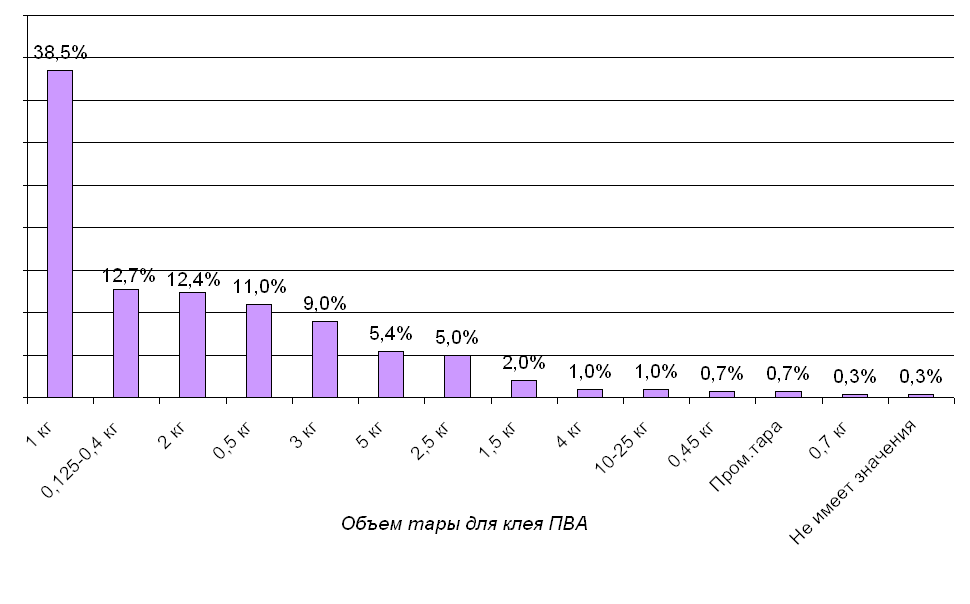 38,5%
12,7%
12,4%
11,0%
9,0%
5,4%
5,0%
2,0%
1,0%
1,0%
0,7%
0,7%
0,3%
0,3%
1 кг
0,125-0,4 кг
2 кг
0,5 кг
3 кг
5 кг
2,5 кг
1,5 кг
4 кг
10-25 кг
0,45 кг
Пром.тара
0,7 кг
Не имеет значения
Объем тары для клея ПВА